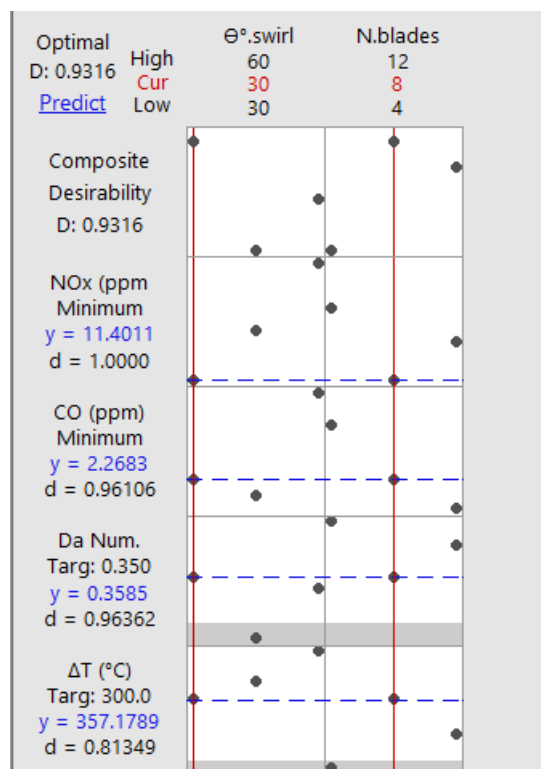 Optimal
D: 0.9316
Predict
High
Cur
Low
Ɵ°.swirl
60
30
30
N.blades
12
8
4
Composite
Desirability
D: 0.9316
NOx (ppm
Minimum
y = 11.4011
d = 1.0000
CO (ppm)
Minimum
y = 2.2683
d = 0.96106
Da Num.
Targ: 0.350
y = 0.3585
d = 0.96362
ΔT (°C)
Targ: 300.0
y = 357.1789
d = 0.81349